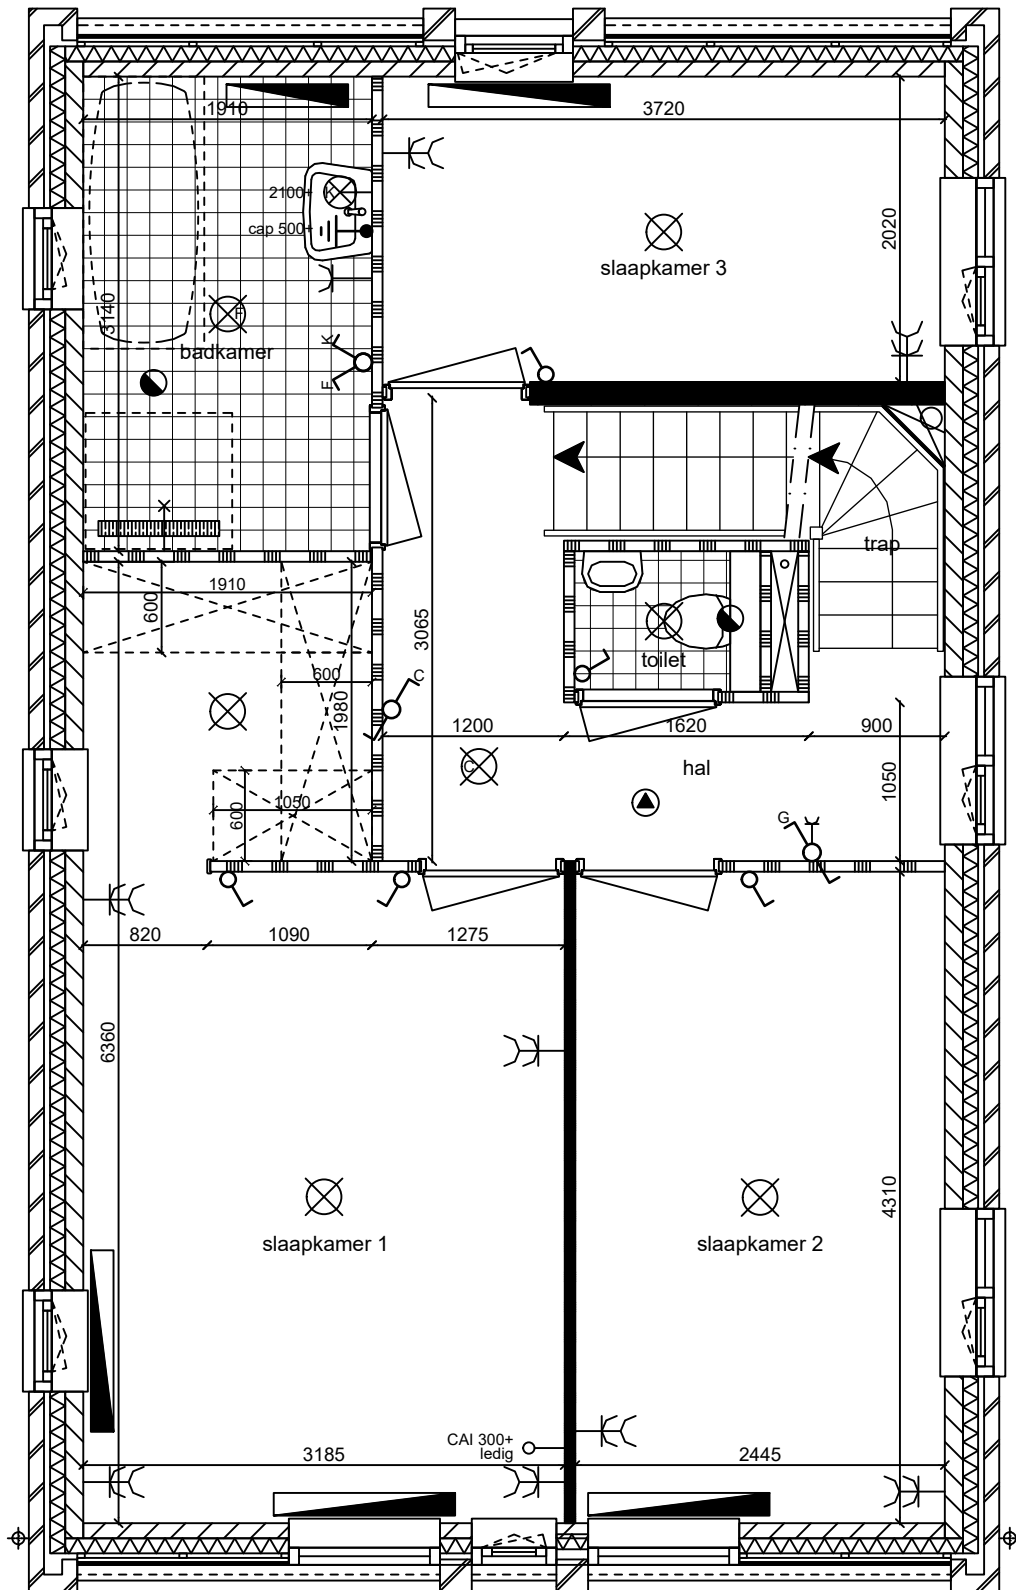 1910
3720
2100+
K
cap 500+
slaapkamer 3
2020
3140
F
badkamer
K
F
trap
1910
600
3065
toilet
600
C
1980
1200
1620
900
C
hal
1050
1050
600
G
820
1090
1275
6360
4310
slaapkamer 1
slaapkamer 2
CAI 300+
ledig
3185
2445